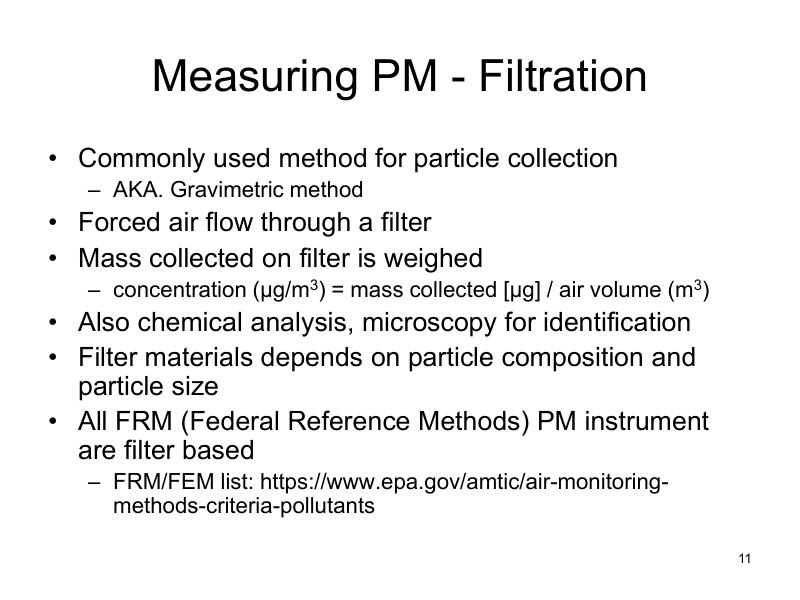 Measuring PM - Filtration
• Commonly used method for particle collection
– AKA. Gravimetric method
• Forced air flow through a filter
• Mass collected on filter is weighed
– concentration (µg/m³) = mass collected [µg] / air volume (m³)
• Also chemical analysis, microscopy for identification
• Filter materials depends on particle composition and
particle size
• All FRM (Federal Reference Methods) PM instrument
are filter based
– FRM/FEM list: https://www.epa.gov/amtic/air-monitoring-
methods-criteria-pollutants
11